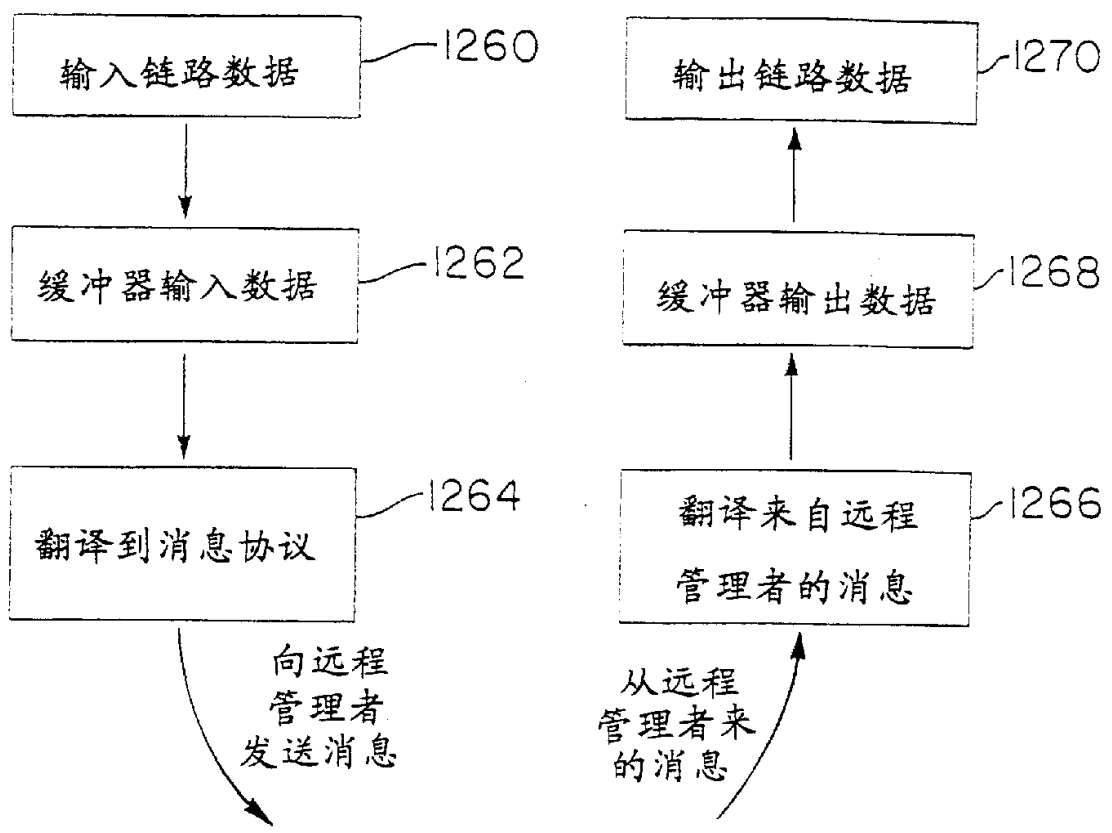 输入链路数据
1260
缓冲器输入数据
1262
翻译到消息协议
1264
向远程
管理者
发送消息
输出链路数据
1270
缓冲器输出数据
1268
翻译来自远程
管理者的消息
1266
从远程
管理者来
的消息